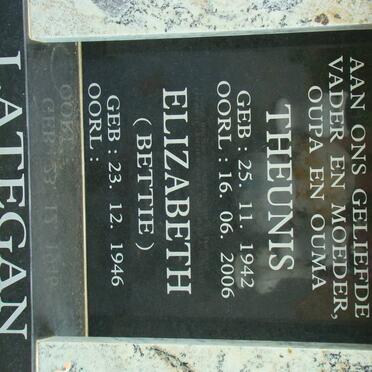 AAN ONS GELIEFDE
VADER EN MOEDER,
OUPA EN OUMA
THEUNIS
GEB : 25. 11. 1942
OORL : 16. 06. 2006
ELIZABETH
( BETTIE )
GEB : 23. 12. 1946
OORL :
LATEGAN